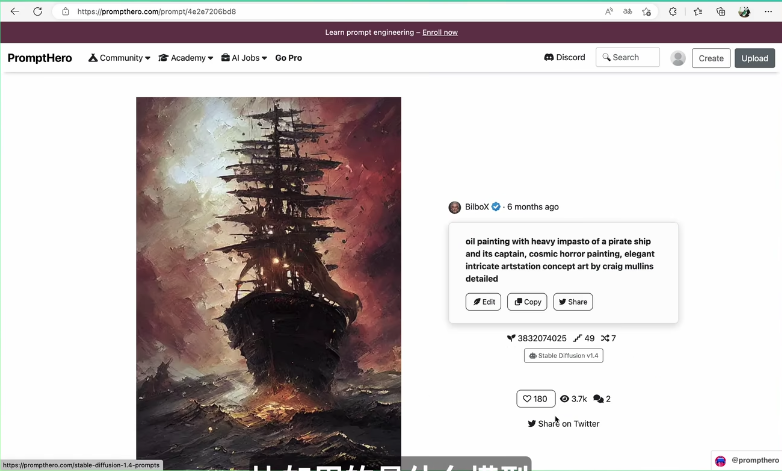 https://prompthero.com/prompt/4e2e7206bd8
Learn prompt engineering – Enroll now
PromptHero
Community
Academy
AI Jobs
Go Pro
Discord
Search
Create
Upload
BilboX · 6 months ago
oil painting with heavy impasto of a pirate ship
and its captain, cosmic horror painting, elegant
intricate artstation concept art by craig mullins
detailed
Edit
Copy
Share
3832074025
49
7
Stable Diffusion v1.4
180
3.7k
2
Share on Twitter
https://prompthero.com/stable-diffusion-1.4-prompts
@prompthero